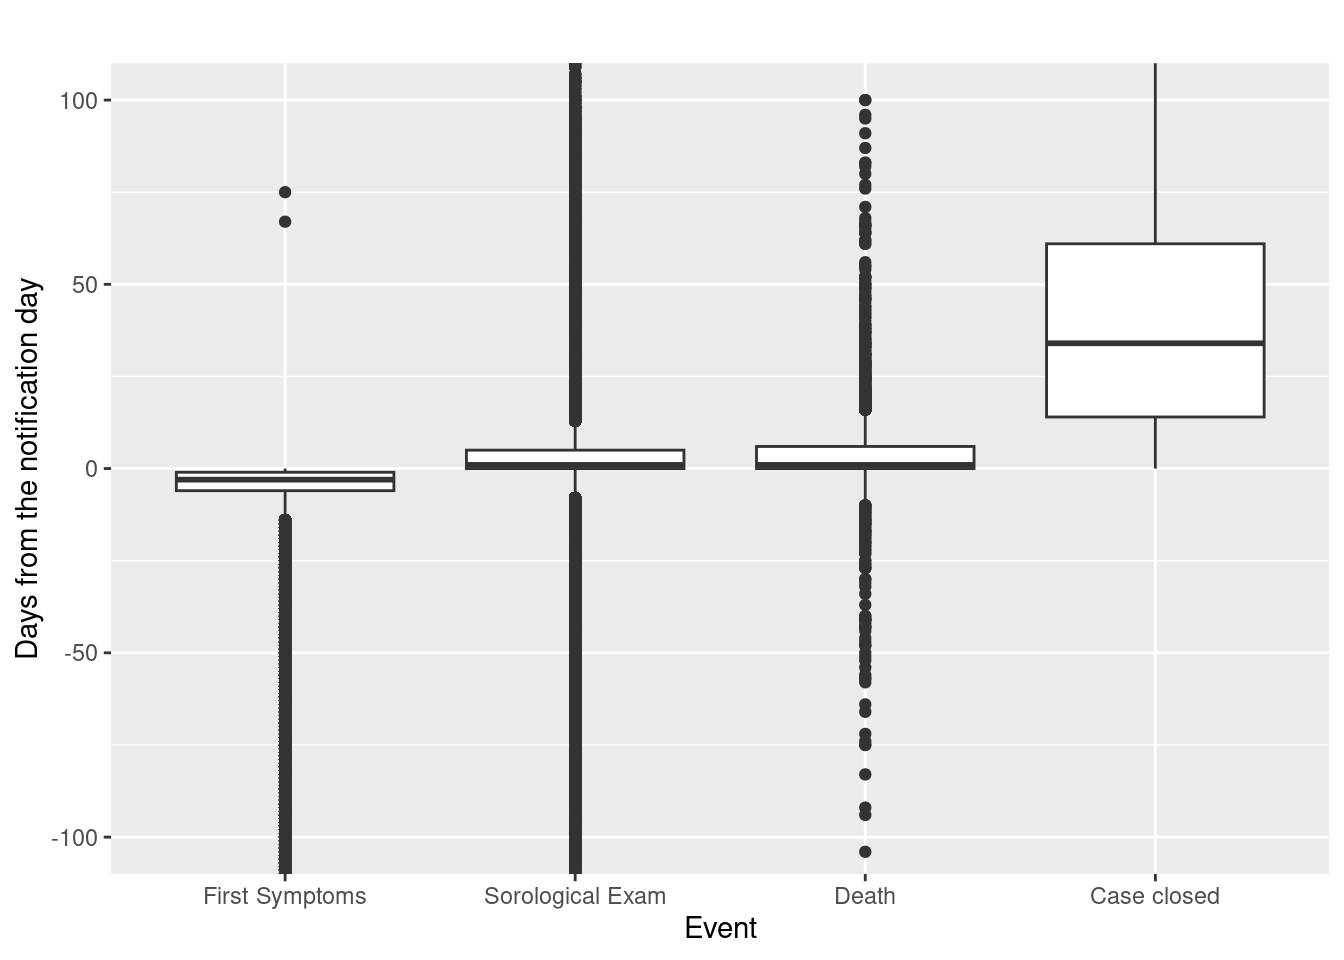 Days from the notification day
100
50
0
-50
-100
First Symptoms
Sorological Exam
Death
Case closed
Event